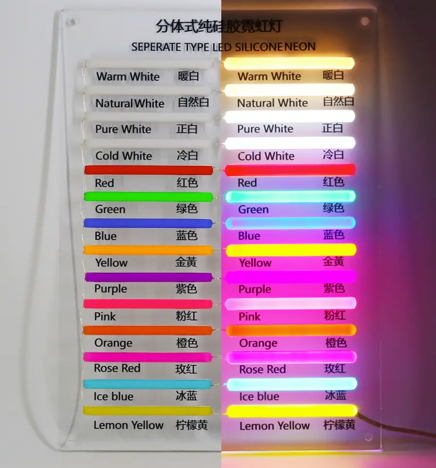 分体式纯硅胶霓虹灯
SEPERATE TYPE LED SILICONE NEON
Warm White 暖白 Warm White 暖白
Natural White 自然白 Natural White 自然白
Pure White 正白 Pure White 正白
Cold White 冷白 Cold White 冷白
Red 红色 Red 红色
Green 绿色 Green 绿色
Blue 蓝色 Blue 蓝色
Yellow 金黄 Yellow 金黄
Purple 紫色 Purple 紫色
Pink 粉红 Pink 粉红
Orange 橙色 Orange 橙色
Rose Red 玫红 Rose Red 玫红
Ice blue 冰蓝 Ice blue 冰蓝
Lemon Yellow 柠檬黄 Lemon Yellow 柠檬黄